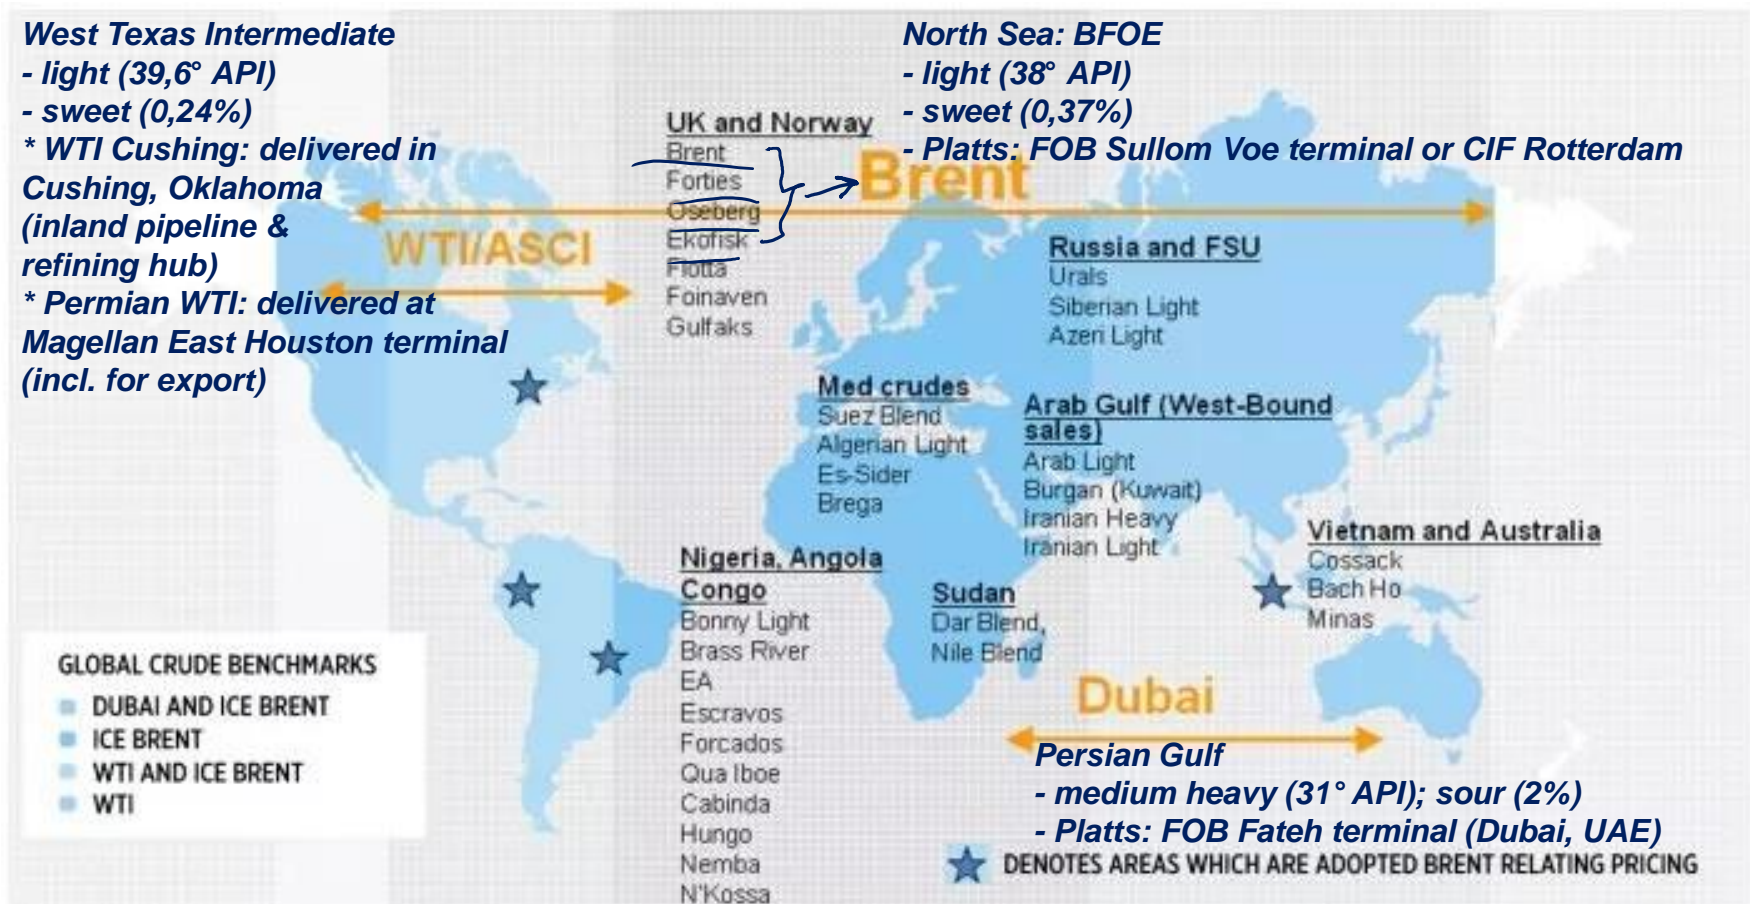 West Texas Intermediate
- light (39,6° API)
- sweet (0,24%)
* WTI Cushing: delivered in
Cushing, Oklahoma
(inland pipeline &
refining hub)
* Permian WTI: delivered at
Magellan East Houston terminal
(incl. for export)
North Sea: BFOE
- light (38° API)
- sweet (0,37%)
- Platts: FOB Sullom Voe terminal or CIF Rotterdam
Brent
WTI/ASCI
UK and Norway
Brent
Forties
Oseberg
Ekofisk
Flotta
Foinaven
Gulfaks
Russia and FSU
Urals
Siberian Light
Azeri Light
Med crudes
Suez Blend
Algerian Light
Es-Sider
Brega
Arab Gulf (West-Bound
sales)
Arab Light
Burgan (Kuwait)
Iranian Heavy
Iranian Light
Vietnam and Australia
Cossack
Bach Ho
Minas
Nigeria, Angola
Congo
Bonny Light
Brass River
EA
Escravos
Forcados
Qua Iboe
Cabinda
Hungo
Nemba
N'Kossa
Sudan
Dar Blend,
Nile Blend
Dubai
Persian Gulf
- medium heavy (31° API); sour (2%)
- Platts: FOB Fateh terminal (Dubai, UAE)
GLOBAL CRUDE BENCHMARKS
DUBAI AND ICE BRENT
ICE BRENT
WTI AND ICE BRENT
WTI
DENOTES AREAS WHICH ARE ADOPTED BRENT RELATING PRICING